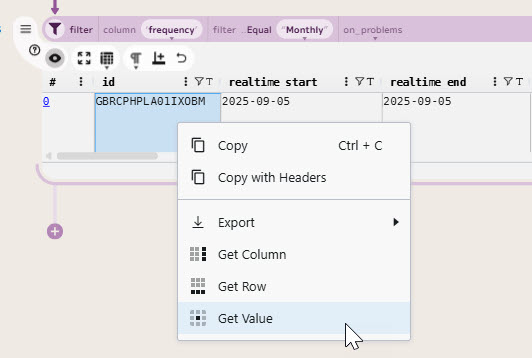 filter column 'frequency' filter ..Equal "Monthly" on_problems
# id T realtime start T realtime end T
0 GBRCPHPLA01IXOBM 2025-09-05 2025-09-05
Copy Ctrl + C
Copy with Headers
Export
Get Column
Get Row
Get Value